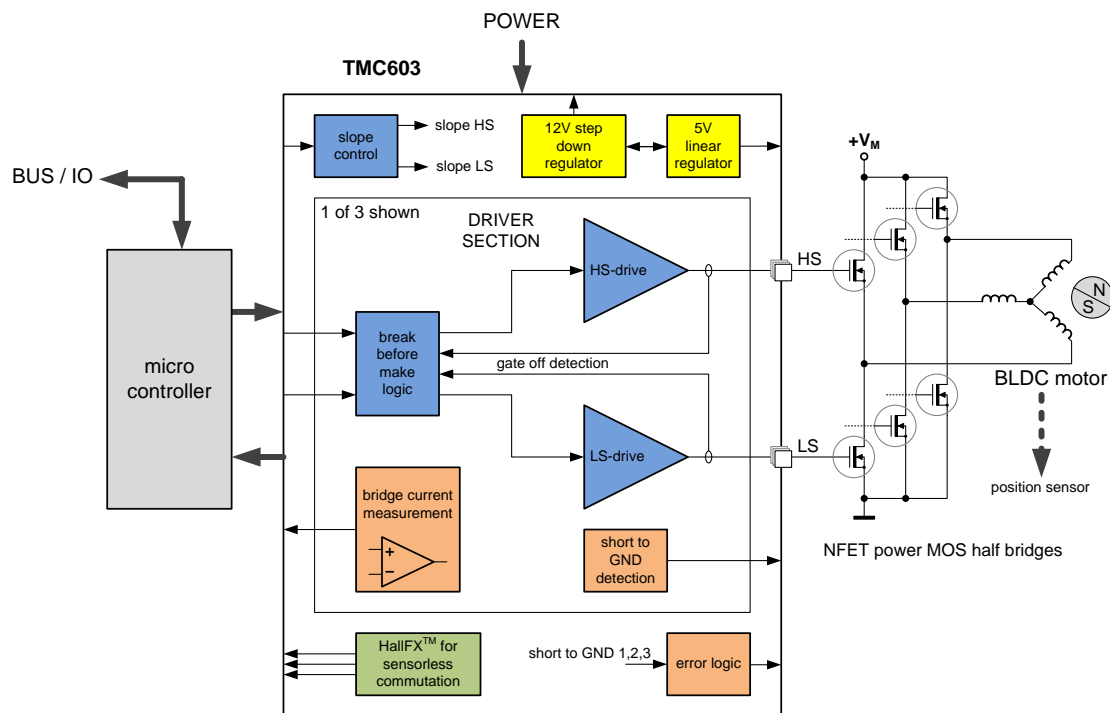 POWER
TMC603
slope
control
slope HS
slope LS
12V step
down
regulator
5V
linear
regulator
+VM
BUS / IO
1 of 3 shown
DRIVER
SECTION
HS-drive
HS
N
S
break
before
make
logic
gate off detection
micro
controller
BLDC motor
LS-drive
LS
position sensor
bridge current
measurement
+
−
short to
GND
detection
NFET power MOS half bridges
HallFX™ for
sensorless
commutation
short to GND 1,2,3
error logic